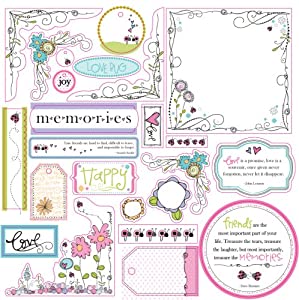 LOVE BUG
joy
memories
Your friends are hard to find, difficult to leave,
and impossible to forget.
Happy
Love is a promise, love is a
souvenir, once given never
forgotten, never let it disappear.
-John Lennon
Love
friends are the
most important part of your
life. Treasure the tears, treasure
the laughter, but most importantly,
treasure the
MEMORIES.